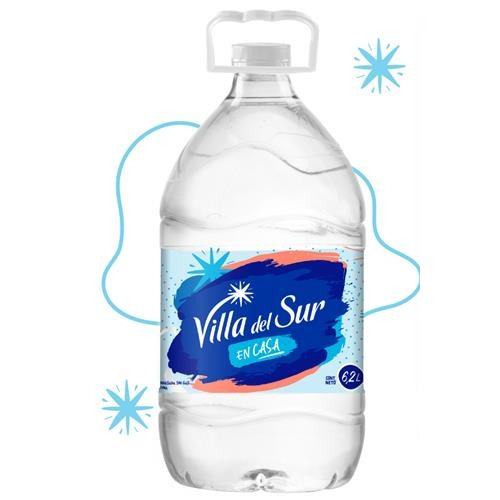 Villa del Sur
EN CASA
CONT.
NETO
6,2 L